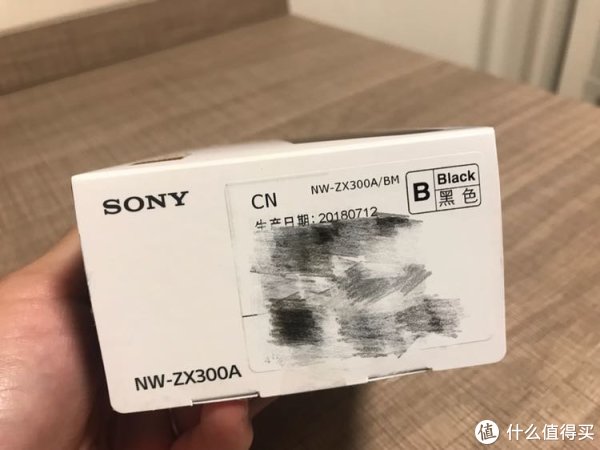 SONY
CN
NW-ZX300A/BM
B
Black
黑色
生产日期: 20180712
NW-ZX300A
值 什么值得买